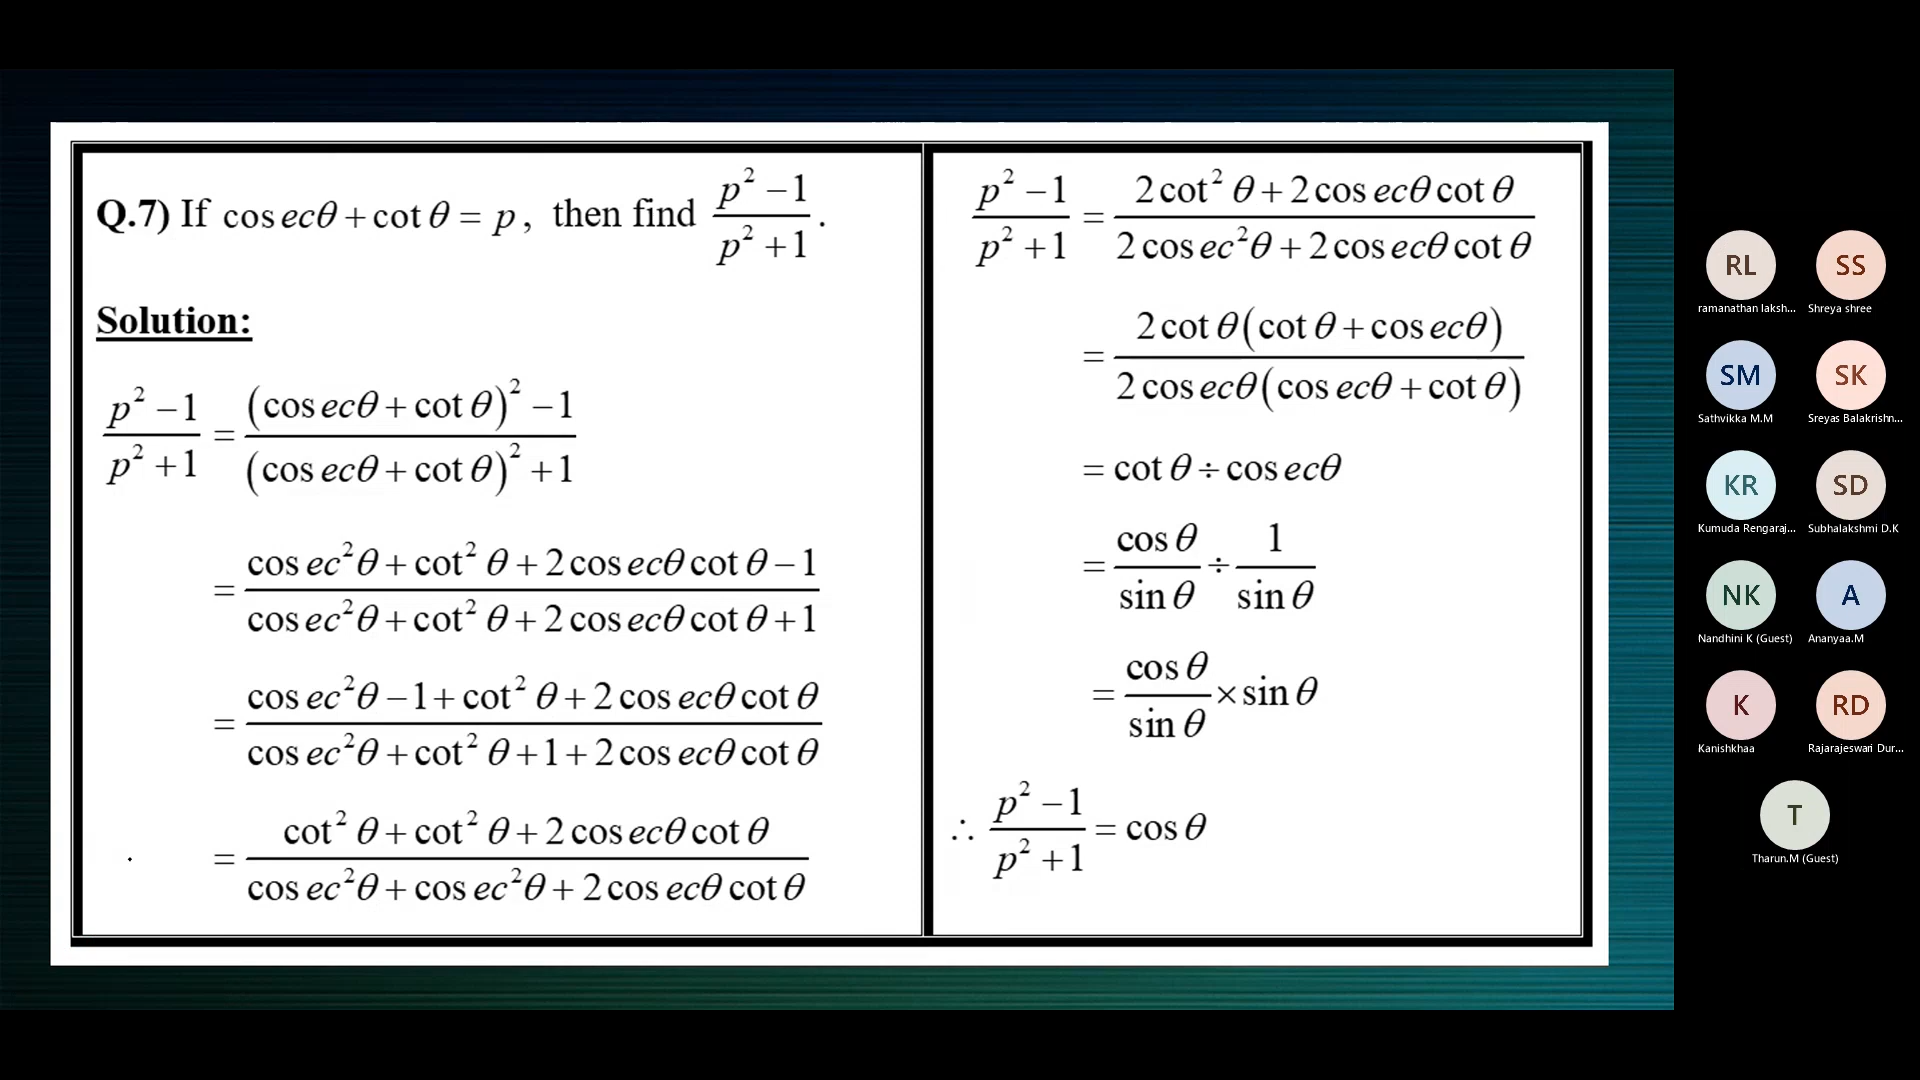 Q.7) If cos ecθ + cot θ = p, then find (p² − 1)/(p² + 1).
Solution:
(p² − 1)/(p² + 1) = ((cos ecθ + cot θ)² − 1)/((cos ecθ + cot θ)² + 1)
= (cos ec²θ + cot² θ + 2 cos ecθ cot θ − 1)/(cos ec²θ + cot² θ + 2 cos ecθ cot θ + 1)
= (cos ec²θ − 1 + cot² θ + 2 cos ecθ cot θ)/(cos ec²θ + cot² θ + 1 + 2 cos ecθ cot θ)
= (cot² θ + cot² θ + 2 cos ecθ cot θ)/(cos ec²θ + cos ec²θ + 2 cos ecθ cot θ)
(p² − 1)/(p² + 1) = (2 cot² θ + 2 cos ecθ cot θ)/(2 cos ec²θ + 2 cos ecθ cot θ)
= (2 cot θ(cot θ + cos ecθ))/(2 cos ecθ(cos ecθ + cot θ))
= cot θ ÷ cos ecθ
= cos θ/sin θ ÷ 1/sin θ
= cos θ/sin θ × sin θ
∴ (p² − 1)/(p² + 1) = cos θ
RL SS
ramanathan laksh... Shreya shree
SM SK
Sathvikka M.M Sreyas Balakrishn...
KR SD
Kumuda Rengaraj... Subhalakshmi D.K
NK A
Nandhini K (Guest) Ananyaa.M
K RD
Kanishkhaa Rajarajeswari Dur...
T
Tharun.M (Guest)